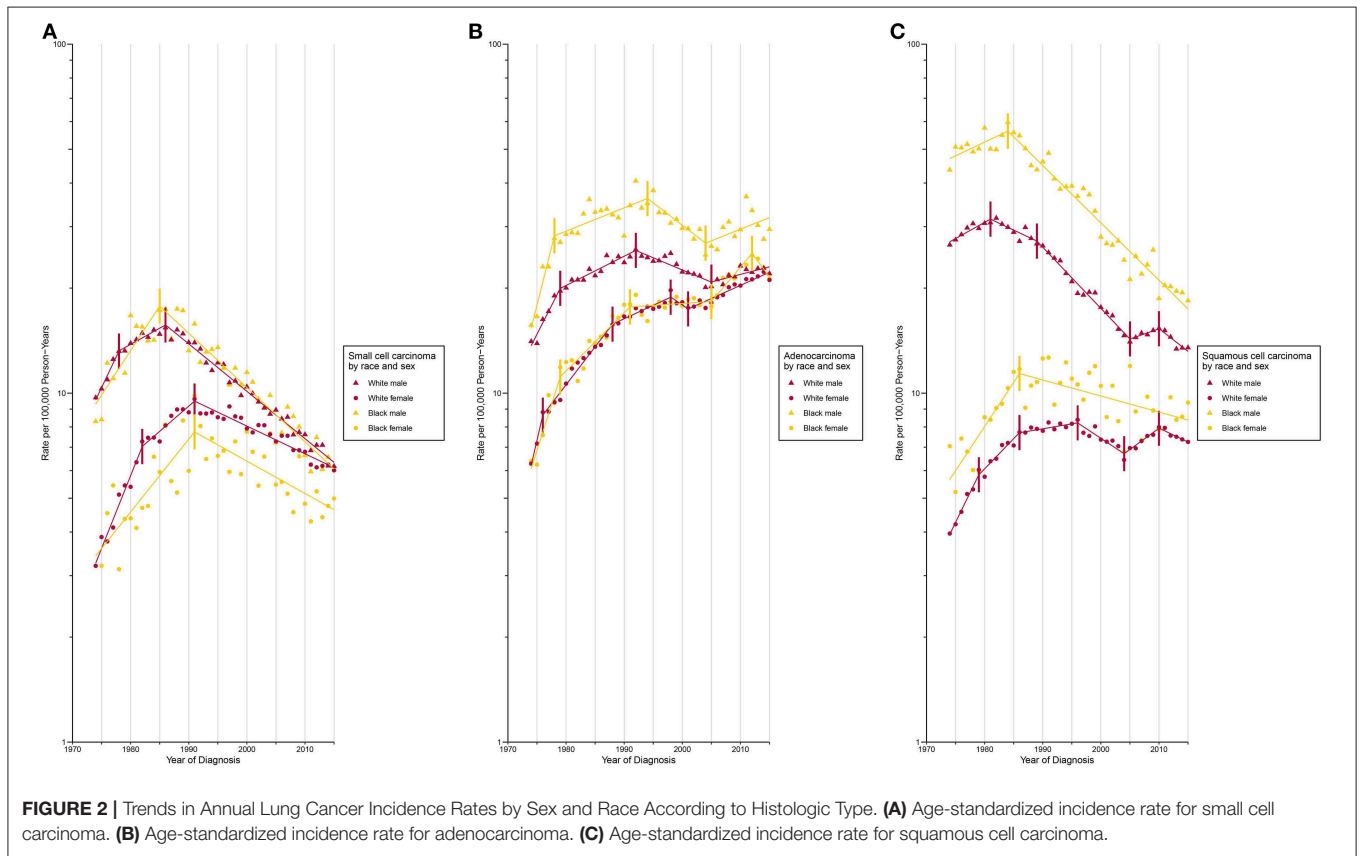 A
100
10
1
Rate per 100,000 Person-Years
1970
1980
1990
2000
2010
Year of Diagnosis
Small cell carcinoma
by race and sex
White male
White female
Black male
Black female
B
100
10
1
Rate per 100,000 Person-Years
1970
1980
1990
2000
2010
Year of Diagnosis
Adenocarcinoma
by race and sex
White male
White female
Black male
Black female
C
100
10
1
Rate per 100,000 Person-Years
1970
1980
1990
2000
2010
Year of Diagnosis
Squamous cell carcinoma
by race and sex
White male
White female
Black male
Black female
FIGURE 2 | Trends in Annual Lung Cancer Incidence Rates by Sex and Race According to Histologic Type. (A) Age-standardized incidence rate for small cell
carcinoma. (B) Age-standardized incidence rate for adenocarcinoma. (C) Age-standardized incidence rate for squamous cell carcinoma.